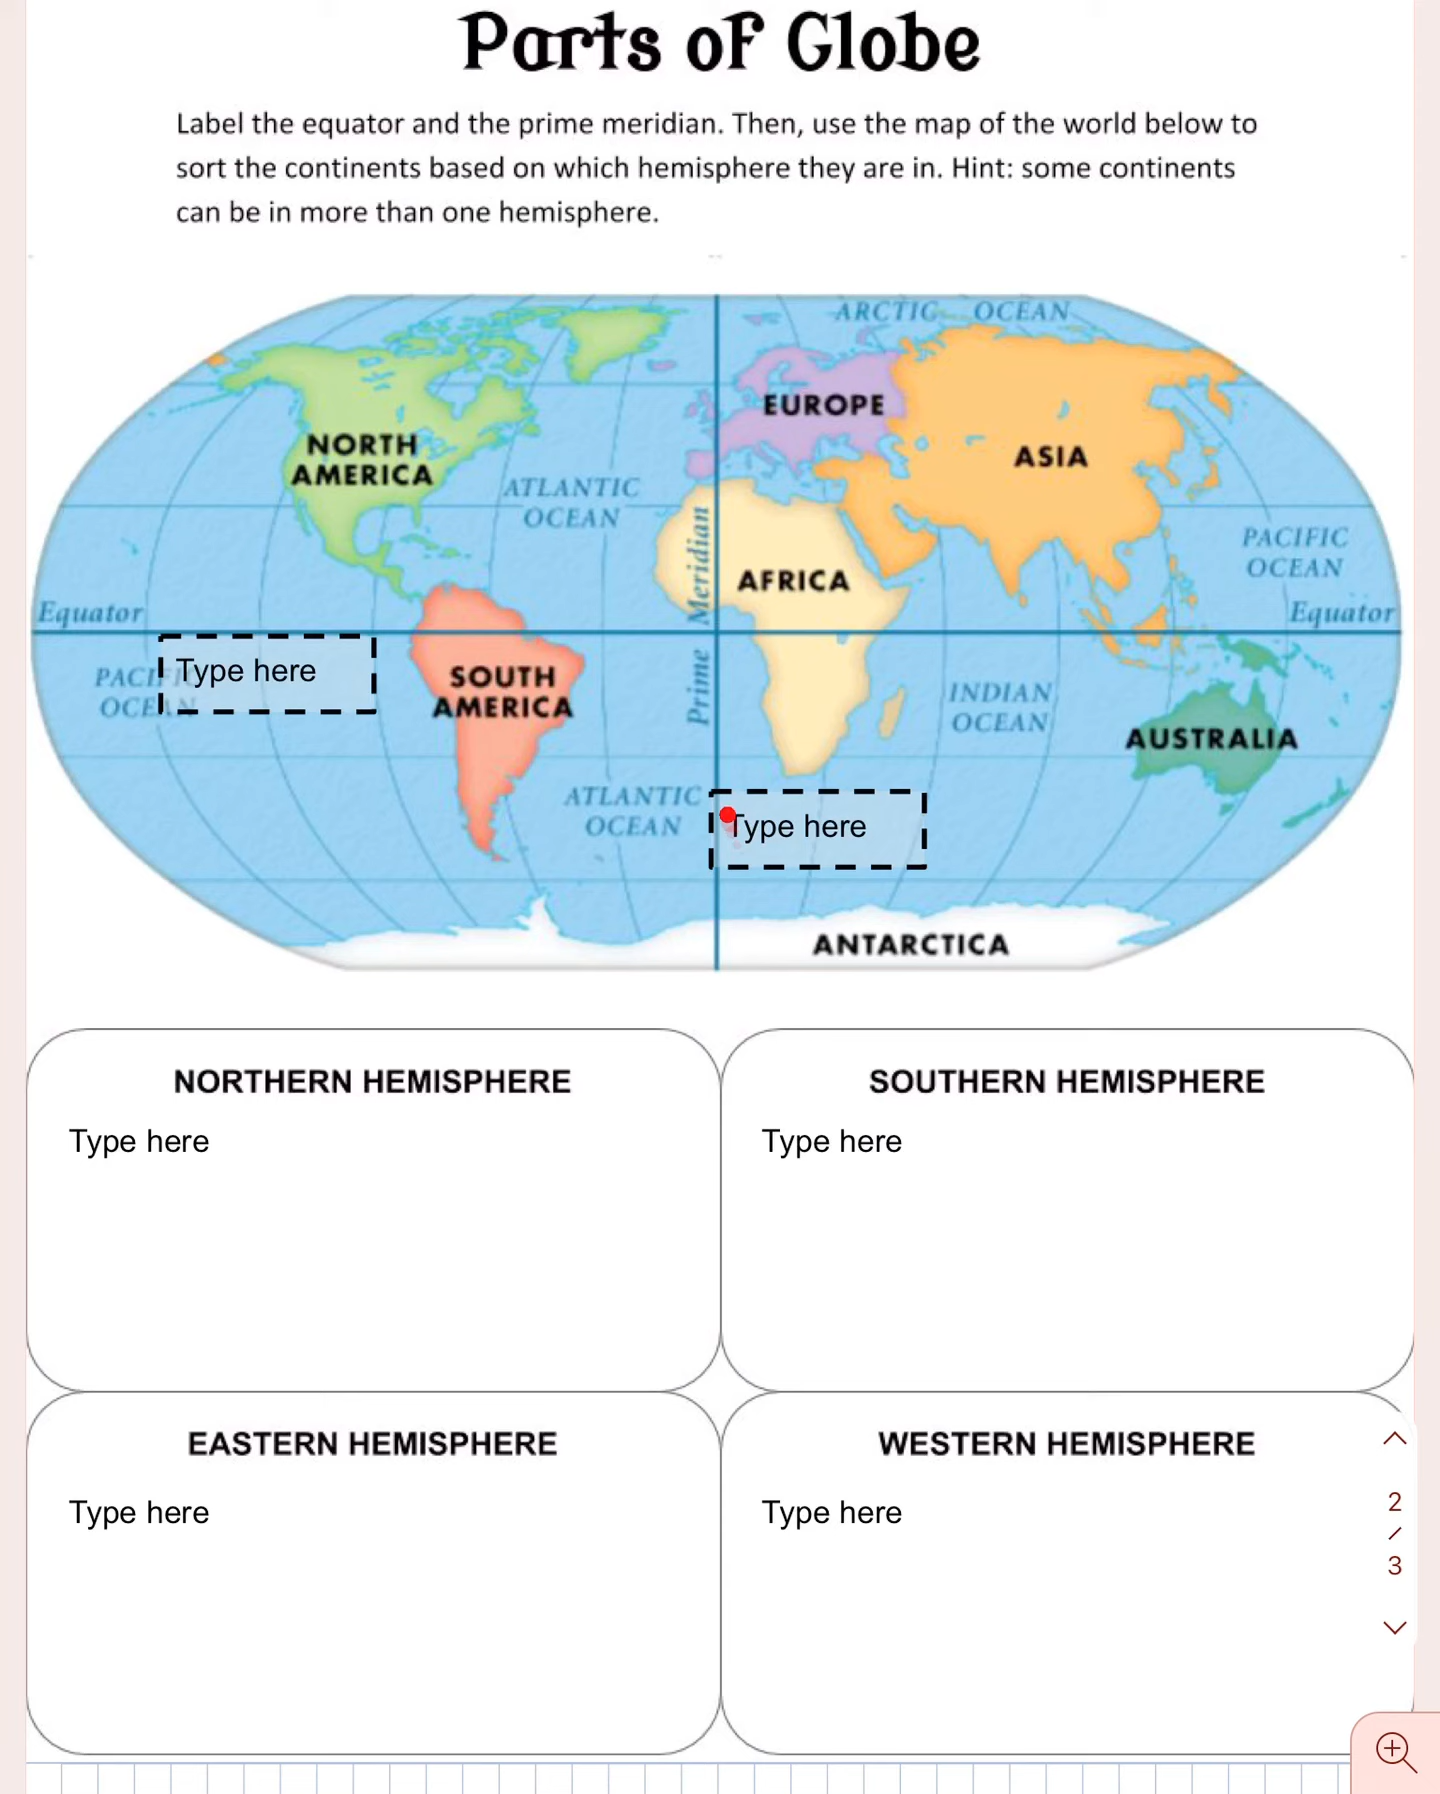 Parts of Globe
Label the equator and the prime meridian. Then, use the map of the world below to
sort the continents based on which hemisphere they are in. Hint: some continents
can be in more than one hemisphere.
ARCTIC OCEAN
EUROPE
NORTH
AMERICA
ASIA
ATLANTIC
OCEAN
PACIFIC
OCEAN
AFRICA
Prime Meridian
Equator
Equator
PACIFIC
OCEAN
Type here
SOUTH
AMERICA
INDIAN
OCEAN
AUSTRALIA
ATLANTIC
OCEAN
Type here
ANTARCTICA
NORTHERN HEMISPHERE
Type here
SOUTHERN HEMISPHERE
Type here
EASTERN HEMISPHERE
Type here
WESTERN HEMISPHERE
Type here
2
/
3